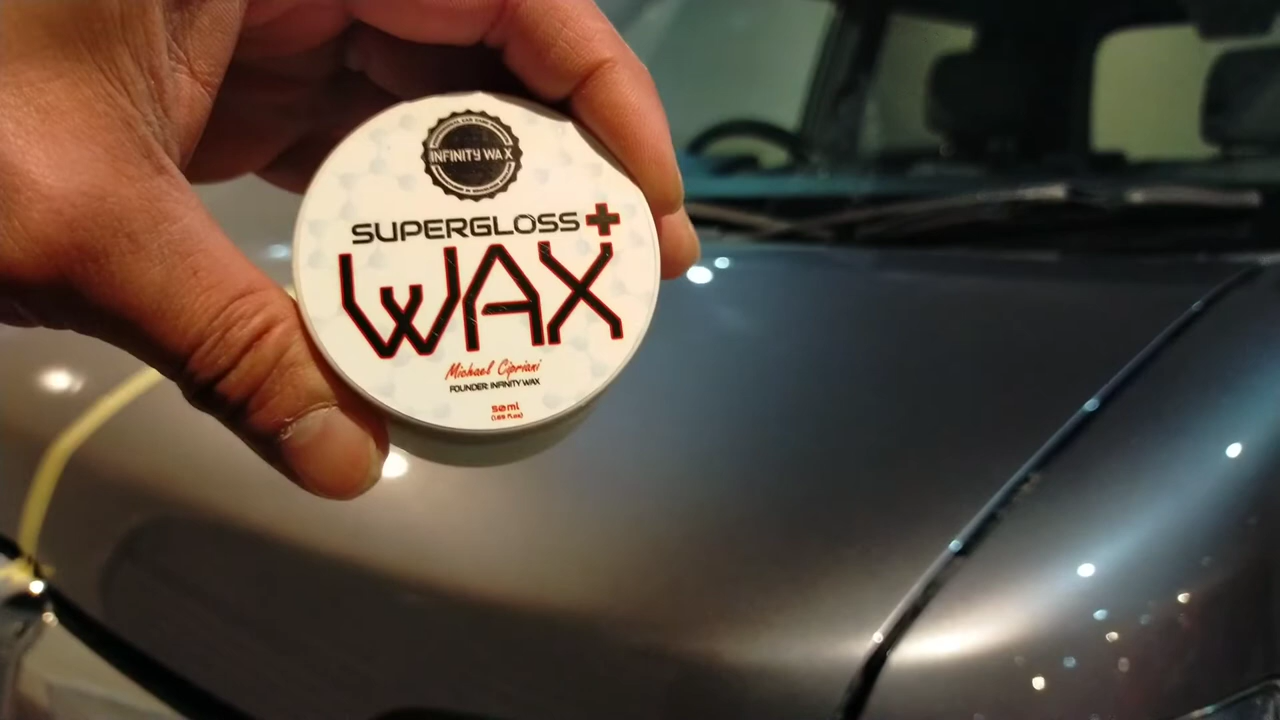 INFINITY WAX
SUPERGLOSS+
WAX
Michael Cipriani
FOUNDER: INFINITY WAX
50ml